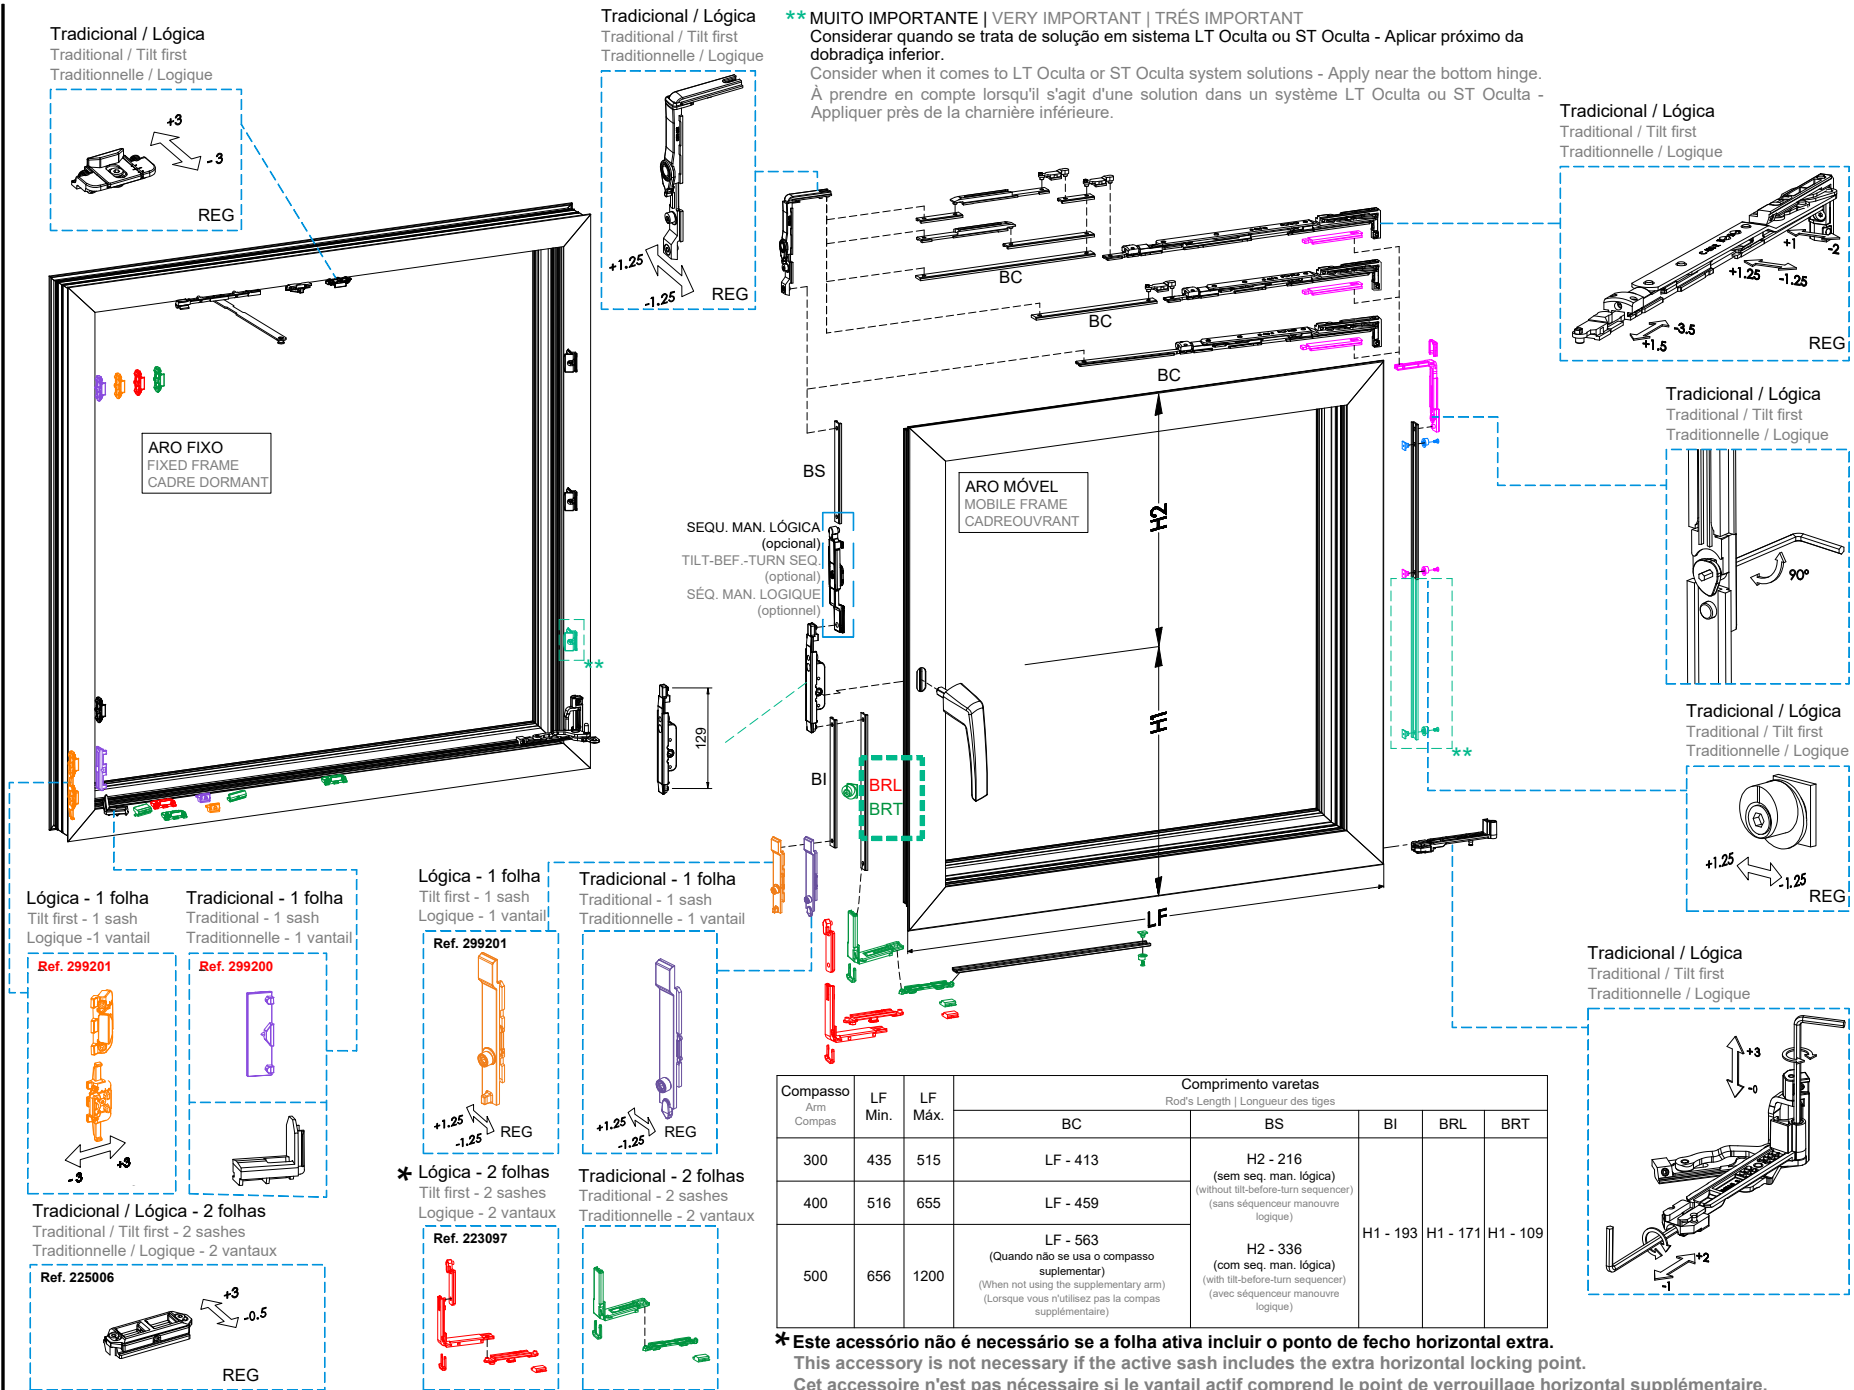 Tradicional / Lógica
Traditional / Tilt first
Traditionnelle / Logique
+3
-3
REG
Tradicional / Lógica
Traditional / Tilt first
Traditionnelle / Logique
+1.25
-1.25
REG
** MUITO IMPORTANTE | VERY IMPORTANT | TRÉS IMPORTANT
Considerar quando se trata de solução em sistema LT Oculta ou ST Oculta - Aplicar próximo da
dobradiça inferior.
Consider when it comes to LT Oculta or ST Oculta system solutions - Apply near the bottom hinge.
À prendre en compte lorsqu'il s'agit d'une solution dans un système LT Oculta ou ST Oculta -
Appliquer près de la charnière inférieure.
Tradicional / Lógica
Traditional / Tilt first
Traditionnelle / Logique
+1
-2
+1.25
-1.25
-3.5
+1.5
REG
BC
BC
BC
ARO FIXO
FIXED FRAME
CADRE DORMANT
**
BS
SEQU. MAN. LÓGICA
(opcional)
TILT-BEF.-TURN SEQ.
(optional)
SÉQ. MAN. LOGIQUE
(optionnel)
129
BI
BRL
BRT
ARO MÓVEL
MOBILE FRAME
CADREOUVRANT
H2
H1
LF
**
Tradicional / Lógica
Traditional / Tilt first
Traditionnelle / Logique
90º
Tradicional / Lógica
Traditional / Tilt first
Traditionnelle / Logique
+1.25
-1.25
REG
Tradicional / Lógica
Traditional / Tilt first
Traditionnelle / Logique
+3
-0
+2
-1
Lógica - 1 folha
Tilt first - 1 sash
Logique -1 vantail
Ref. 299201
-3
+3
Tradicional - 1 folha
Traditional - 1 sash
Traditionnelle - 1 vantail
Ref. 299200
Tradicional / Lógica - 2 folhas
Traditional / Tilt first - 2 sashes
Traditionnelle / Logique - 2 vantaux
Ref. 225006
+3
-0.5
REG
Lógica - 1 folha
Tilt first - 1 sash
Logique - 1 vantail
Ref. 299201
+1.25
-1.25
REG
Tradicional - 1 folha
Traditional - 1 sash
Traditionnelle - 1 vantail
+1.25
-1.25
REG
* Lógica - 2 folhas
Tilt first - 2 sashes
Logique - 2 vantaux
Ref. 223097
Tradicional - 2 folhas
Traditional - 2 sashes
Traditionnelle - 2 vantaux
Compasso
Arm
Compas
LF
Min.
LF
Máx.
Comprimento varetas
Rod's Length | Longueur des tiges
BC BS BI BRL BRT
300 435 515 LF - 413
400 516 655 LF - 459
500 656 1200 LF - 563
(Quando não se usa o compasso
suplementar)
(When not using the supplementary arm)
(Lorsque vous n'utilizez pas la compas
supplémentaire)
H2 - 216
(sem seq. man. lógica)
(without tilt-before-turn sequencer)
(sans séquenceur manouvre
logique)
H2 - 336
(com seq. man. lógica)
(with tilt-before-turn sequencer)
(avec séquenceur manouvre
logique)
H1 - 193 H1 - 171 H1 - 109
* Este acessório não é necessário se a folha ativa incluir o ponto de fecho horizontal extra.
This accessory is not necessary if the active sash includes the extra horizontal locking point.
Cet accessoire n'est pas nécessaire si le vantail actif comprend le point de verrouillage horizontal supplémentaire.